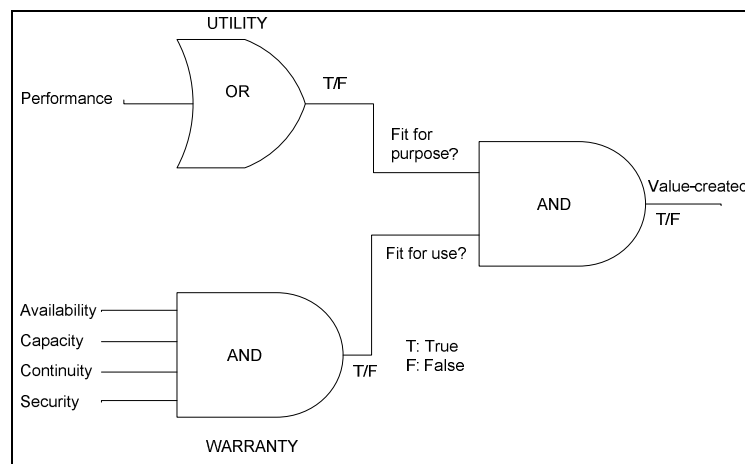 UTILITY
Performance
OR
T/F
Fit for
purpose?
AND
Value-created
T/F
Fit for use?
Availability
Capacity
Continuity
Security
AND
T/F
T: True
F: False
WARRANTY